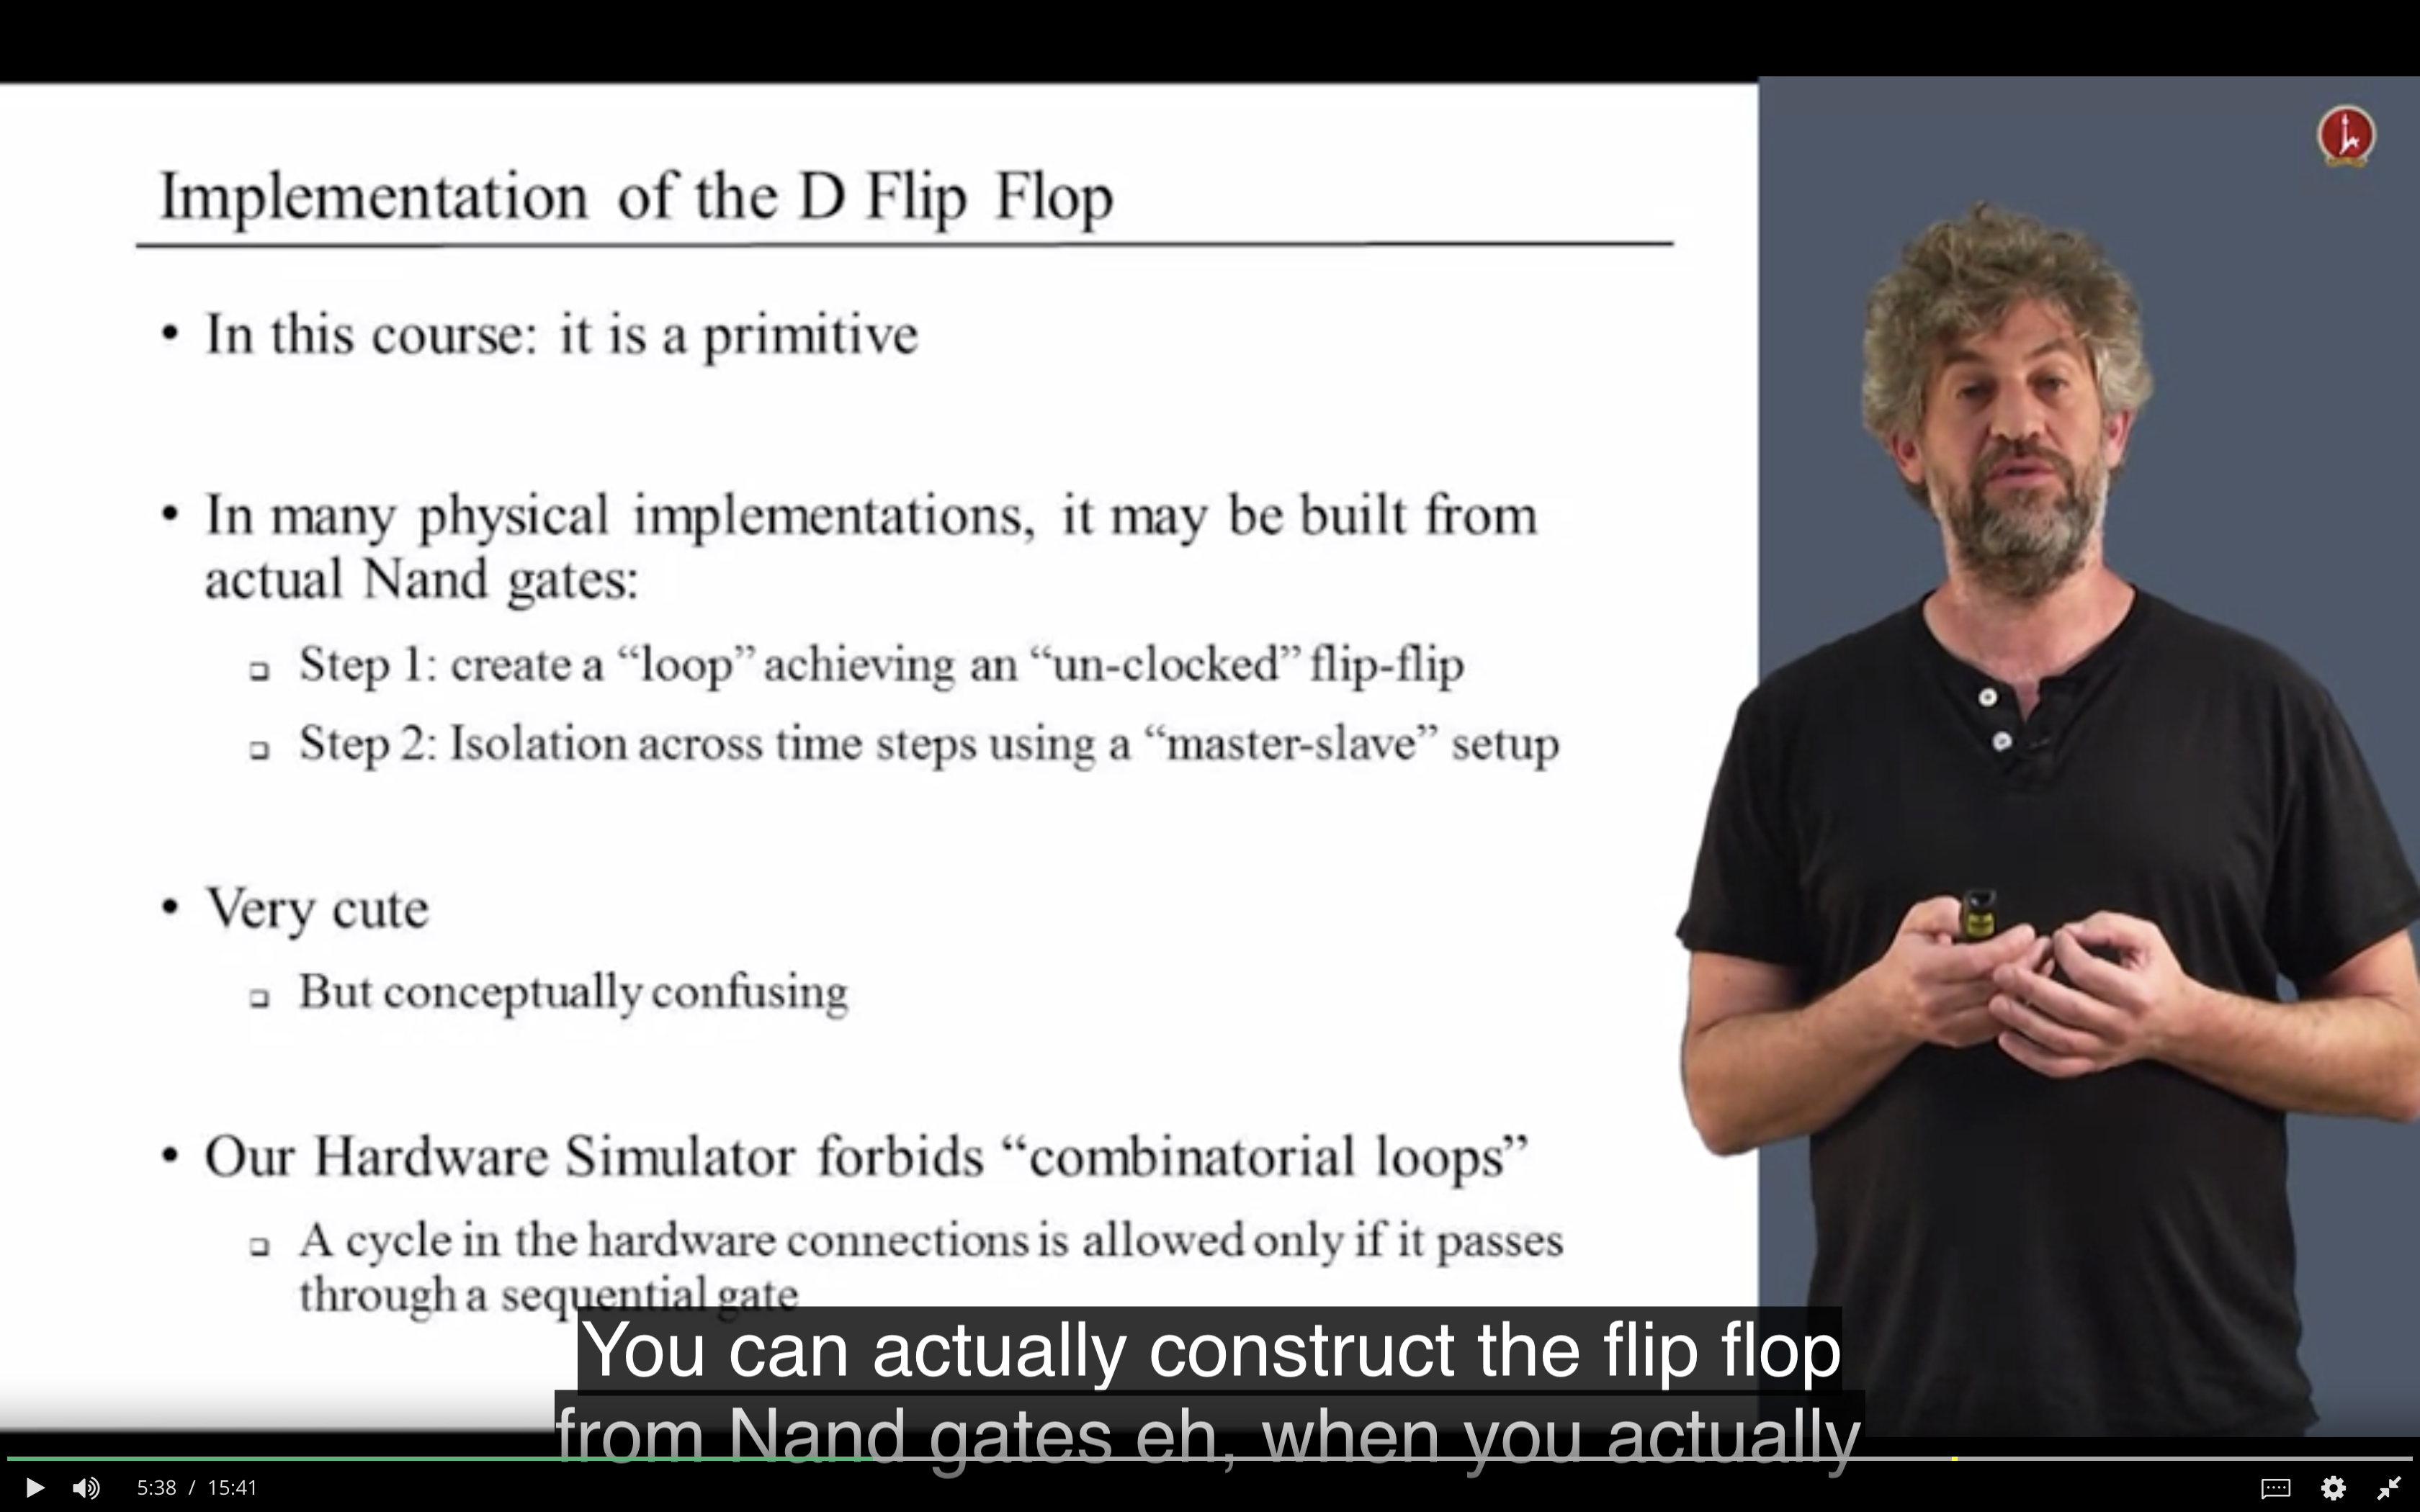 Implementation of the D Flip Flop
• In this course: it is a primitive
• In many physical implementations, it may be built from
actual Nand gates:
❑ Step 1: create a “loop” achieving an “un-clocked” flip-flip
❑ Step 2: Isolation across time steps using a “master-slave” setup
• Very cute
❑ But conceptually confusing
• Our Hardware Simulator forbids “combinatorial loops”
❑ A cycle in the hardware connections is allowed only if it passes
through a sequential gate
You can actually construct the flip flop
from Nand gates eh, when you actually
5:38 / 15:41